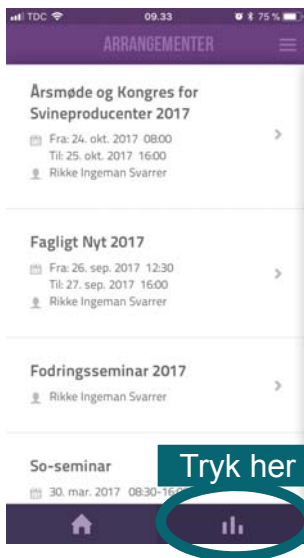 TDC 09.33 75 %
ARRANGEMENTER
Årsmøde og Kongres for
Svineproducenter 2017
Fra: 24. okt. 2017 08:00
Til: 25. okt. 2017 16:00
Rikke Ingeman Svarrer
Fagligt Nyt 2017
Fra: 26. sep. 2017 12:30
Til: 27. sep. 2017 16:00
Rikke Ingeman Svarrer
Fodringsseminar 2017
Rikke Ingeman Svarrer
So-seminar
Tryk her
30. mar. 2017 08:30-16:00